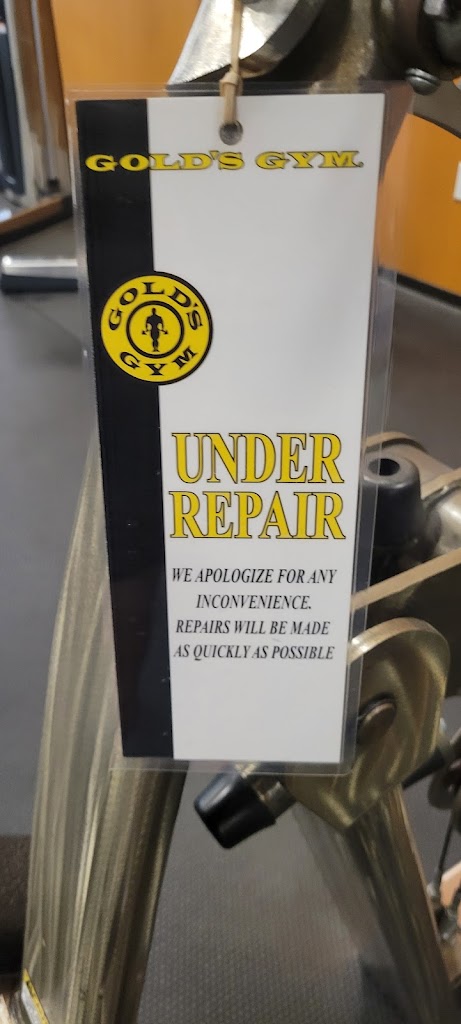 GOLD'S GYM.
GOLD'S
GYM
UNDER
REPAIR
WE APOLOGIZE FOR ANY
INCONVENIENCE.
REPAIRS WILL BE MADE
AS QUICKLY AS POSSIBLE